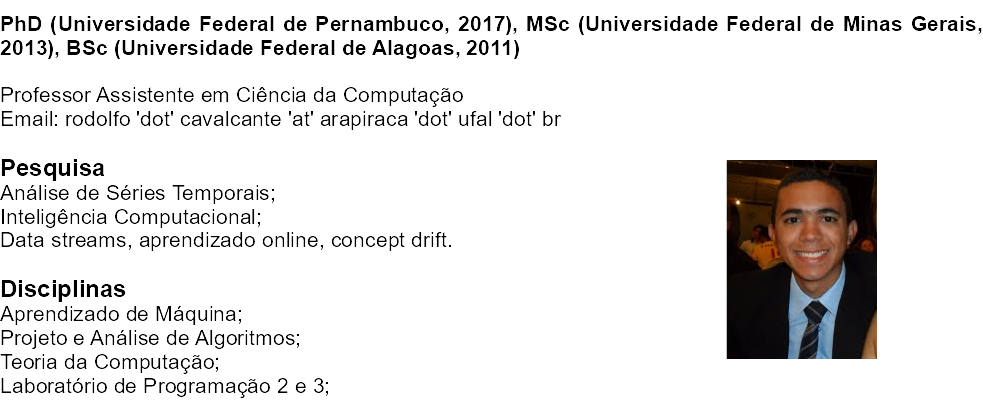 PhD (Universidade Federal de Pernambuco, 2017), MSc (Universidade Federal de Minas Gerais,
2013), BSc (Universidade Federal de Alagoas, 2011)
Professor Assistente em Ciência da Computação
Email: rodolfo 'dot' cavalcante 'at' arapiraca 'dot' ufal 'dot' br
Pesquisa
Análise de Séries Temporais;
Inteligência Computacional;
Data streams, aprendizado online, concept drift.
Disciplinas
Aprendizado de Máquina;
Projeto e Análise de Algoritmos;
Teoria da Computação;
Laboratório de Programação 2 e 3;